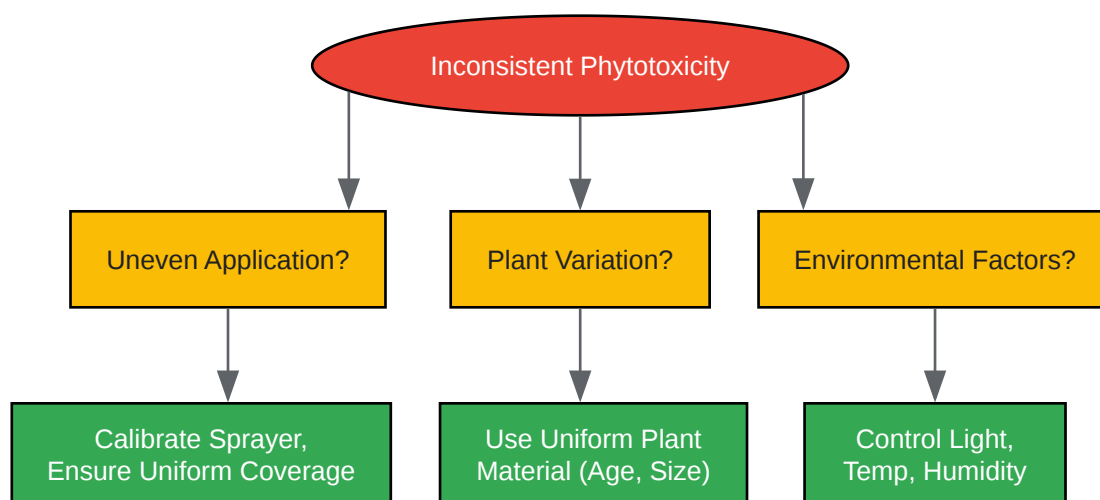 Inconsistent Phytotoxicity
Uneven Application?
Plant Variation?
Environmental Factors?
Calibrate Sprayer,
Ensure Uniform Coverage
Use Uniform Plant
Material (Age, Size)
Control Light,
Temp, Humidity